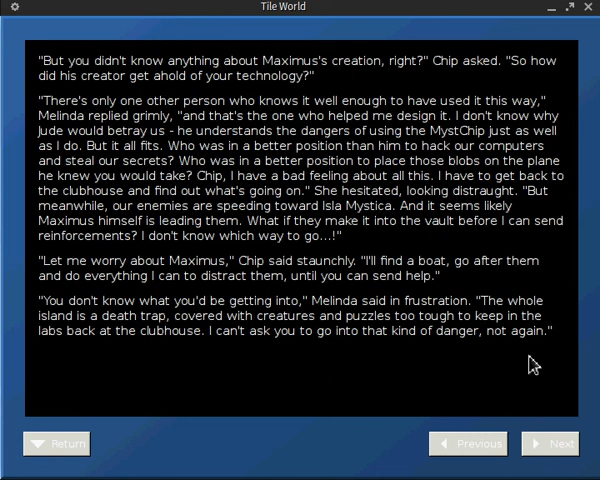 Tile World
"But you didn't know anything about Maximus's creation, right?" Chip asked. "So how
did his creator get ahold of your technology?"
"There's only one other person who knows it well enough to have used it this way,"
Melinda replied grimly, "and that's the one who helped me design it. I don't know why
Jude would betray us - he understands the dangers of using the MystChip just as well
as I do. But it all fits. Who was in a better position than him to hack our computers
and steal our secrets? Who was in a better position to place those blobs on the plane
he knew you would take? Chip, I have a bad feeling about all this. I have to get back to
the clubhouse and find out what's going on." She hesitated, looking distraught. "But
meanwhile, our enemies are speeding toward Isla Mystica. And it seems likely
Maximus himself is leading them. What if they make it into the vault before I can send
reinforcements? I don't know which way to go...!"
"Let me worry about Maximus," Chip said staunchly. "I'll find a boat, go after them
and do everything I can to distract them, until you can send help."
"You don't know what you'd be getting into," Melinda said in frustration. "The whole
island is a death trap, covered with creatures and puzzles too tough to keep in the
labs back at the clubhouse. I can't ask you to go into that kind of danger, not again."
Return
Previous
Next